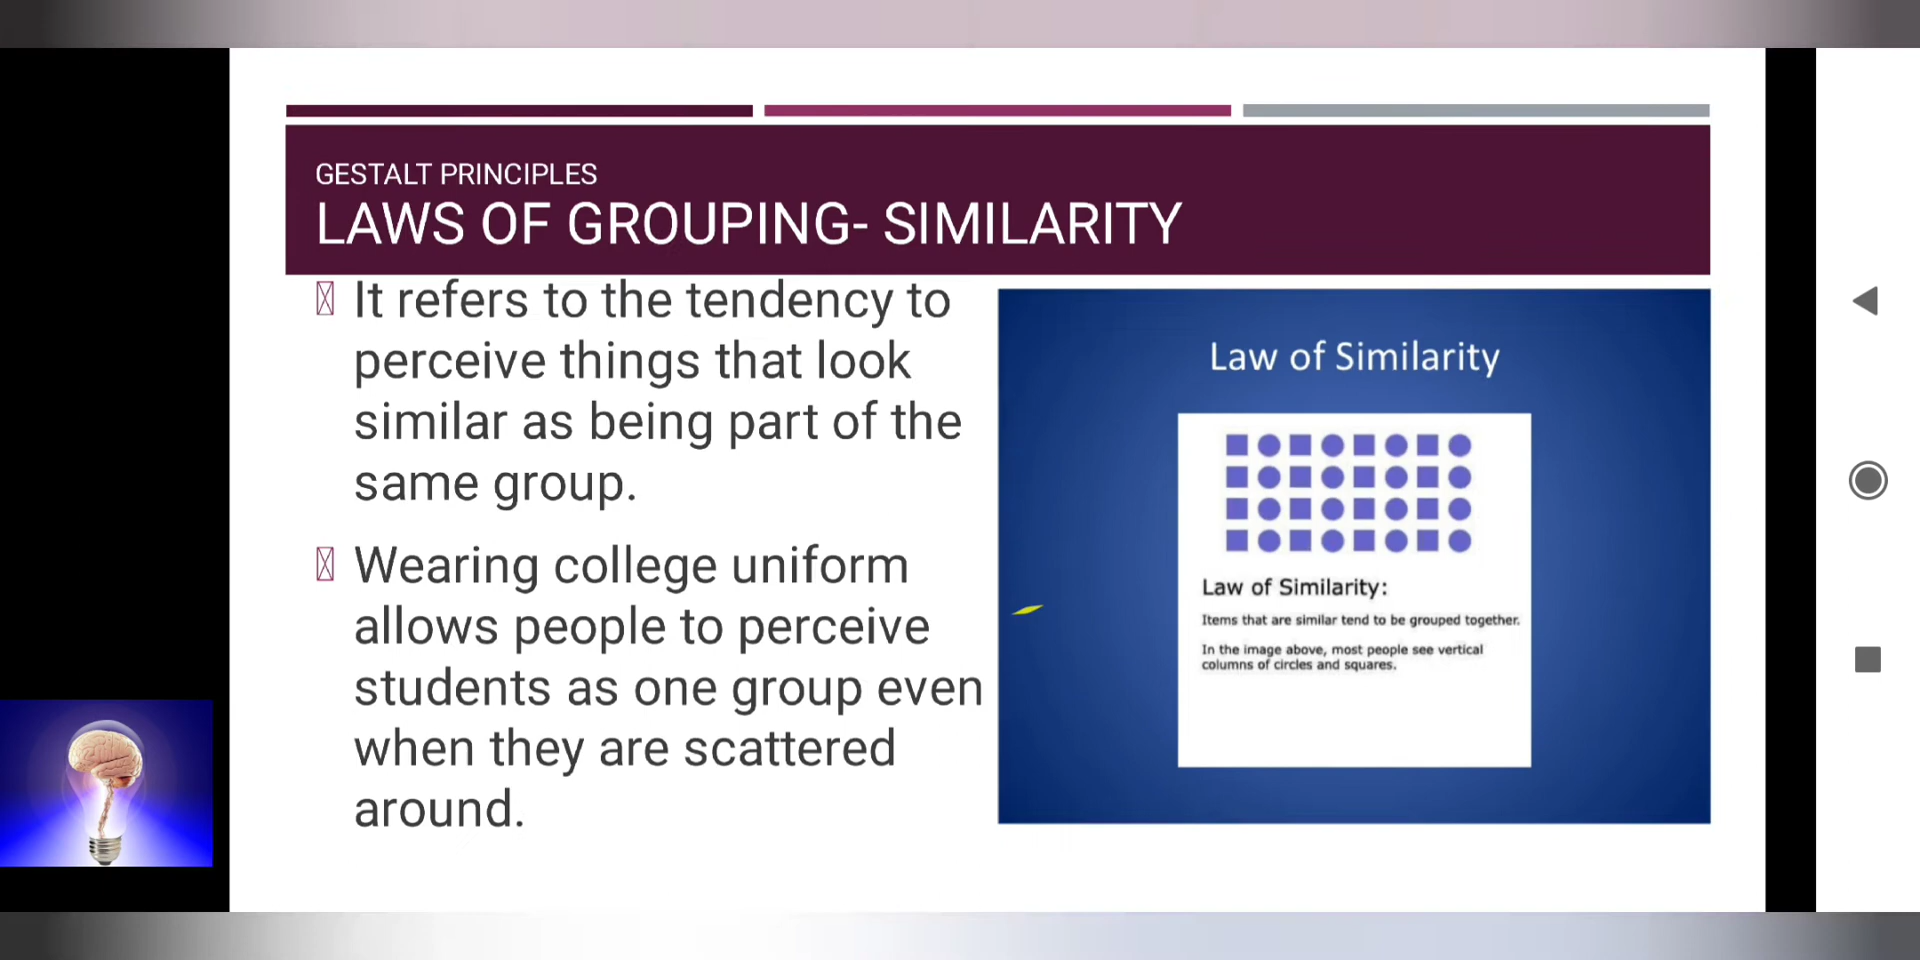 GESTALT PRINCIPLES
LAWS OF GROUPING- SIMILARITY
It refers to the tendency to
perceive things that look
similar as being part of the
same group.
Wearing college uniform
allows people to perceive
students as one group even
when they are scattered
around.
Law of Similarity
Law of Similarity:
Items that are similar tend to be grouped together.
In the image above, most people see vertical
columns of circles and squares.